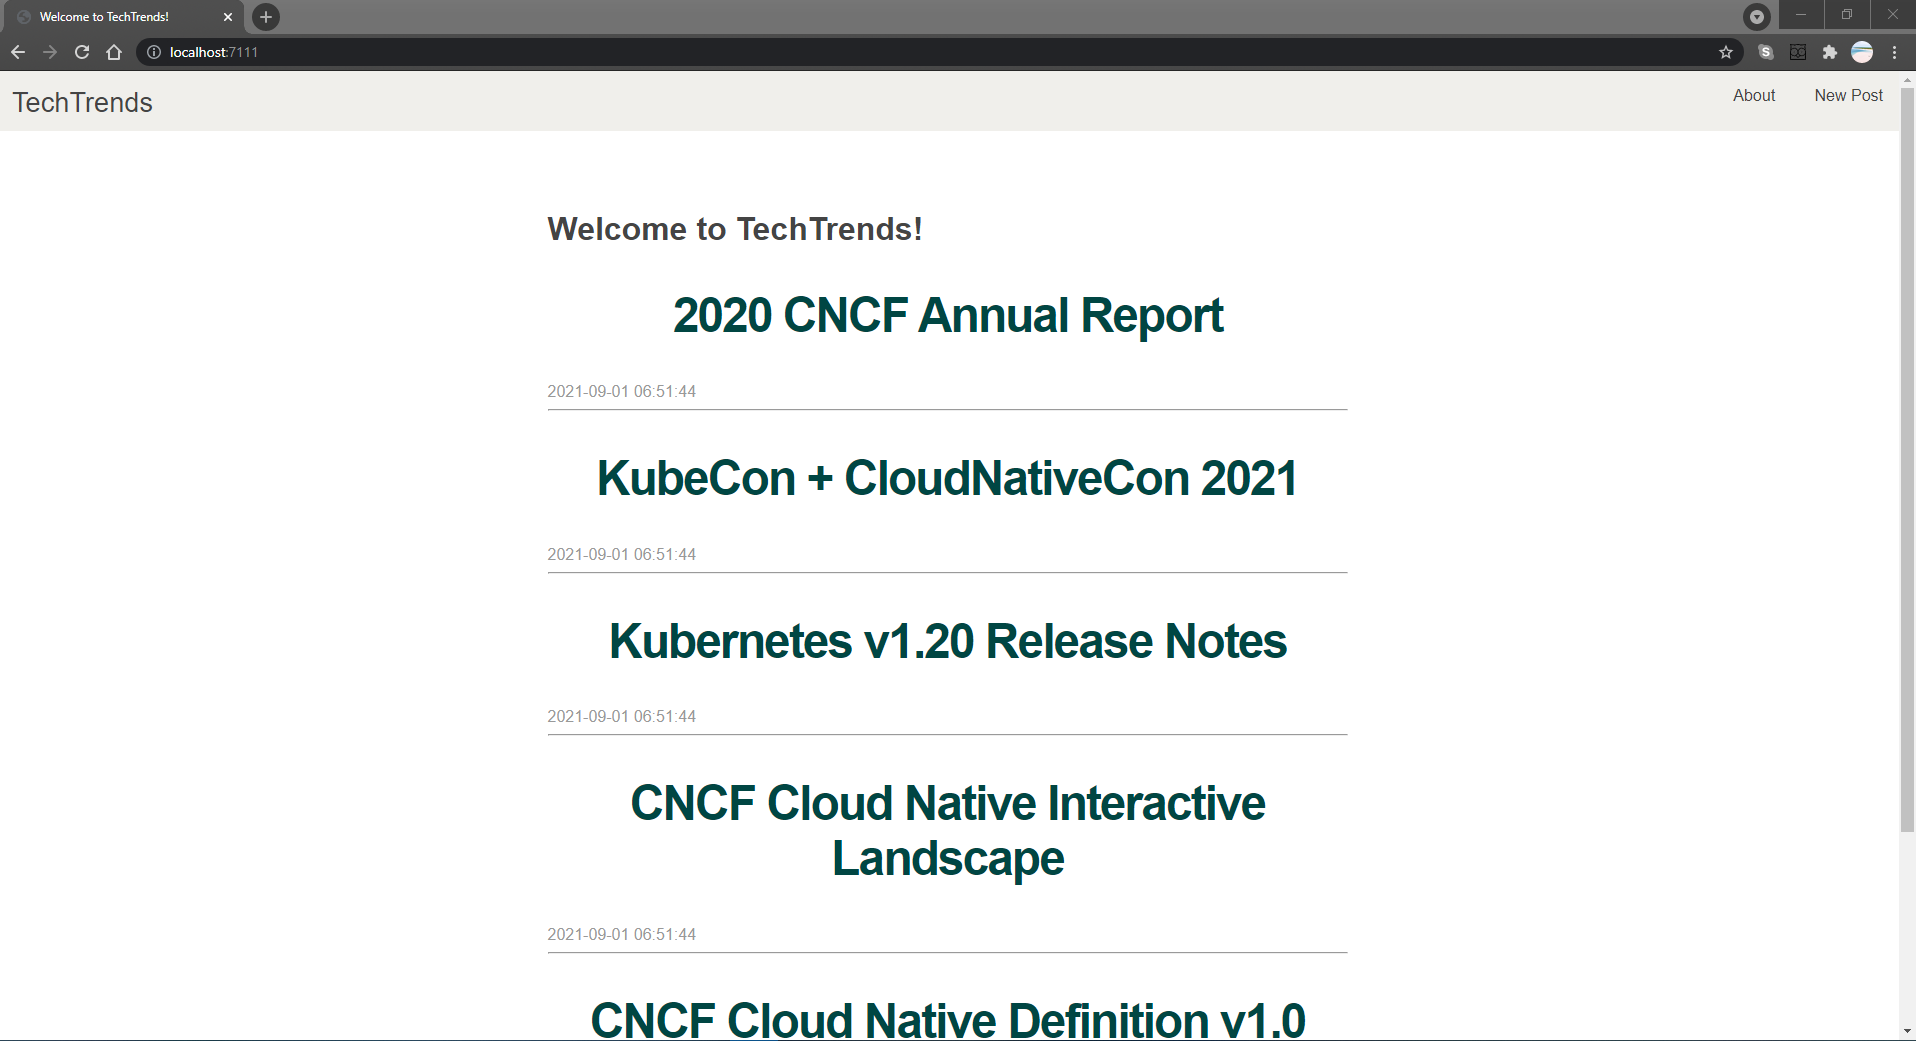 Welcome to TechTrends!
localhost:7111
TechTrends
About
New Post
Welcome to TechTrends!
2020 CNCF Annual Report
2021-09-01 06:51:44
KubeCon + CloudNativeCon 2021
2021-09-01 06:51:44
Kubernetes v1.20 Release Notes
2021-09-01 06:51:44
CNCF Cloud Native Interactive
Landscape
2021-09-01 06:51:44
CNCF Cloud Native Definition v1.0